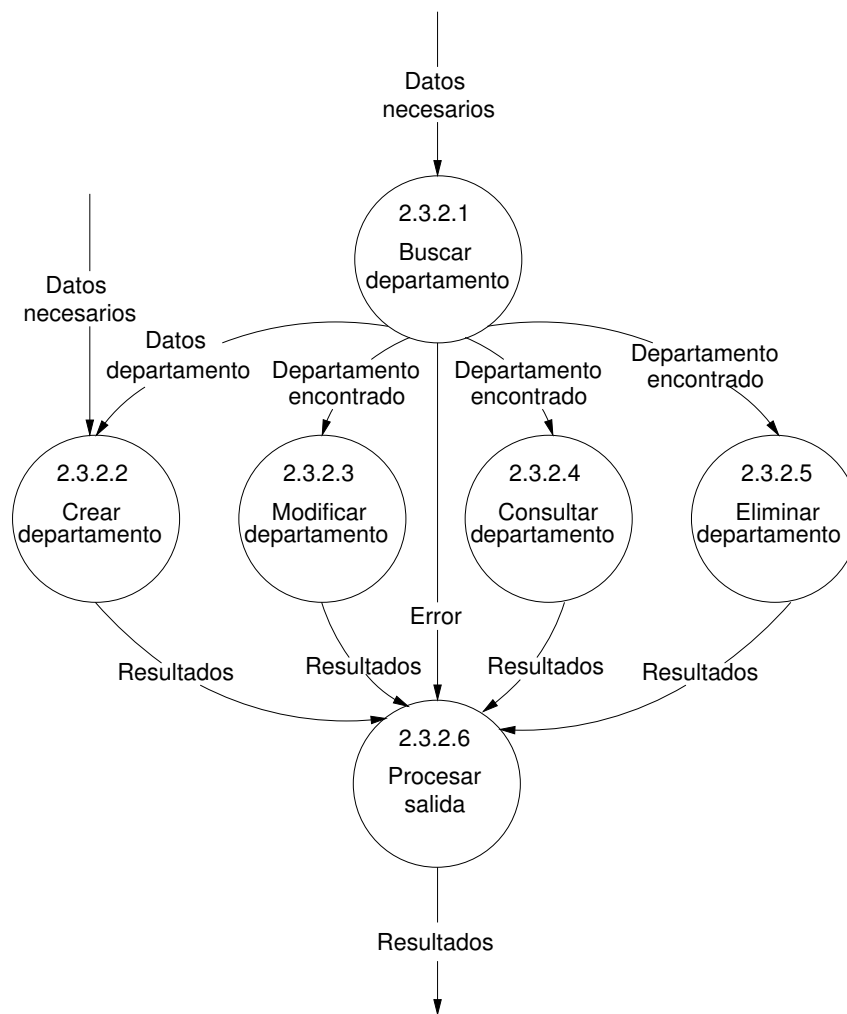 Datos
necesarios
2.3.2.1
Buscar
departamento
Datos
necesarios
Datos
departamento
Departamento
encontrado
Departamento
encontrado
Departamento
encontrado
2.3.2.2
Crear
departamento
2.3.2.3
Modificar
departamento
2.3.2.4
Consultar
departamento
2.3.2.5
Eliminar
departamento
Error
Resultados
Resultados
Resultados
Resultados
2.3.2.6
Procesar
salida
Resultados